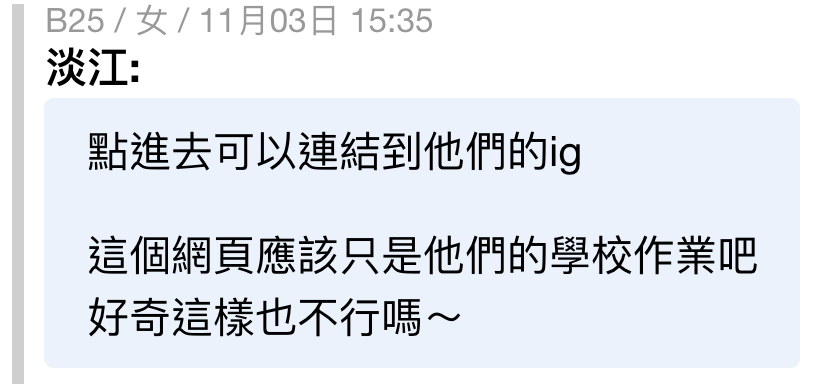 B25 / 女 / 11月03日 15:35
淡江:
點進去可以連結到他們的ig
這個網頁應該只是他們的學校作業吧
好奇這樣也不行嗎～